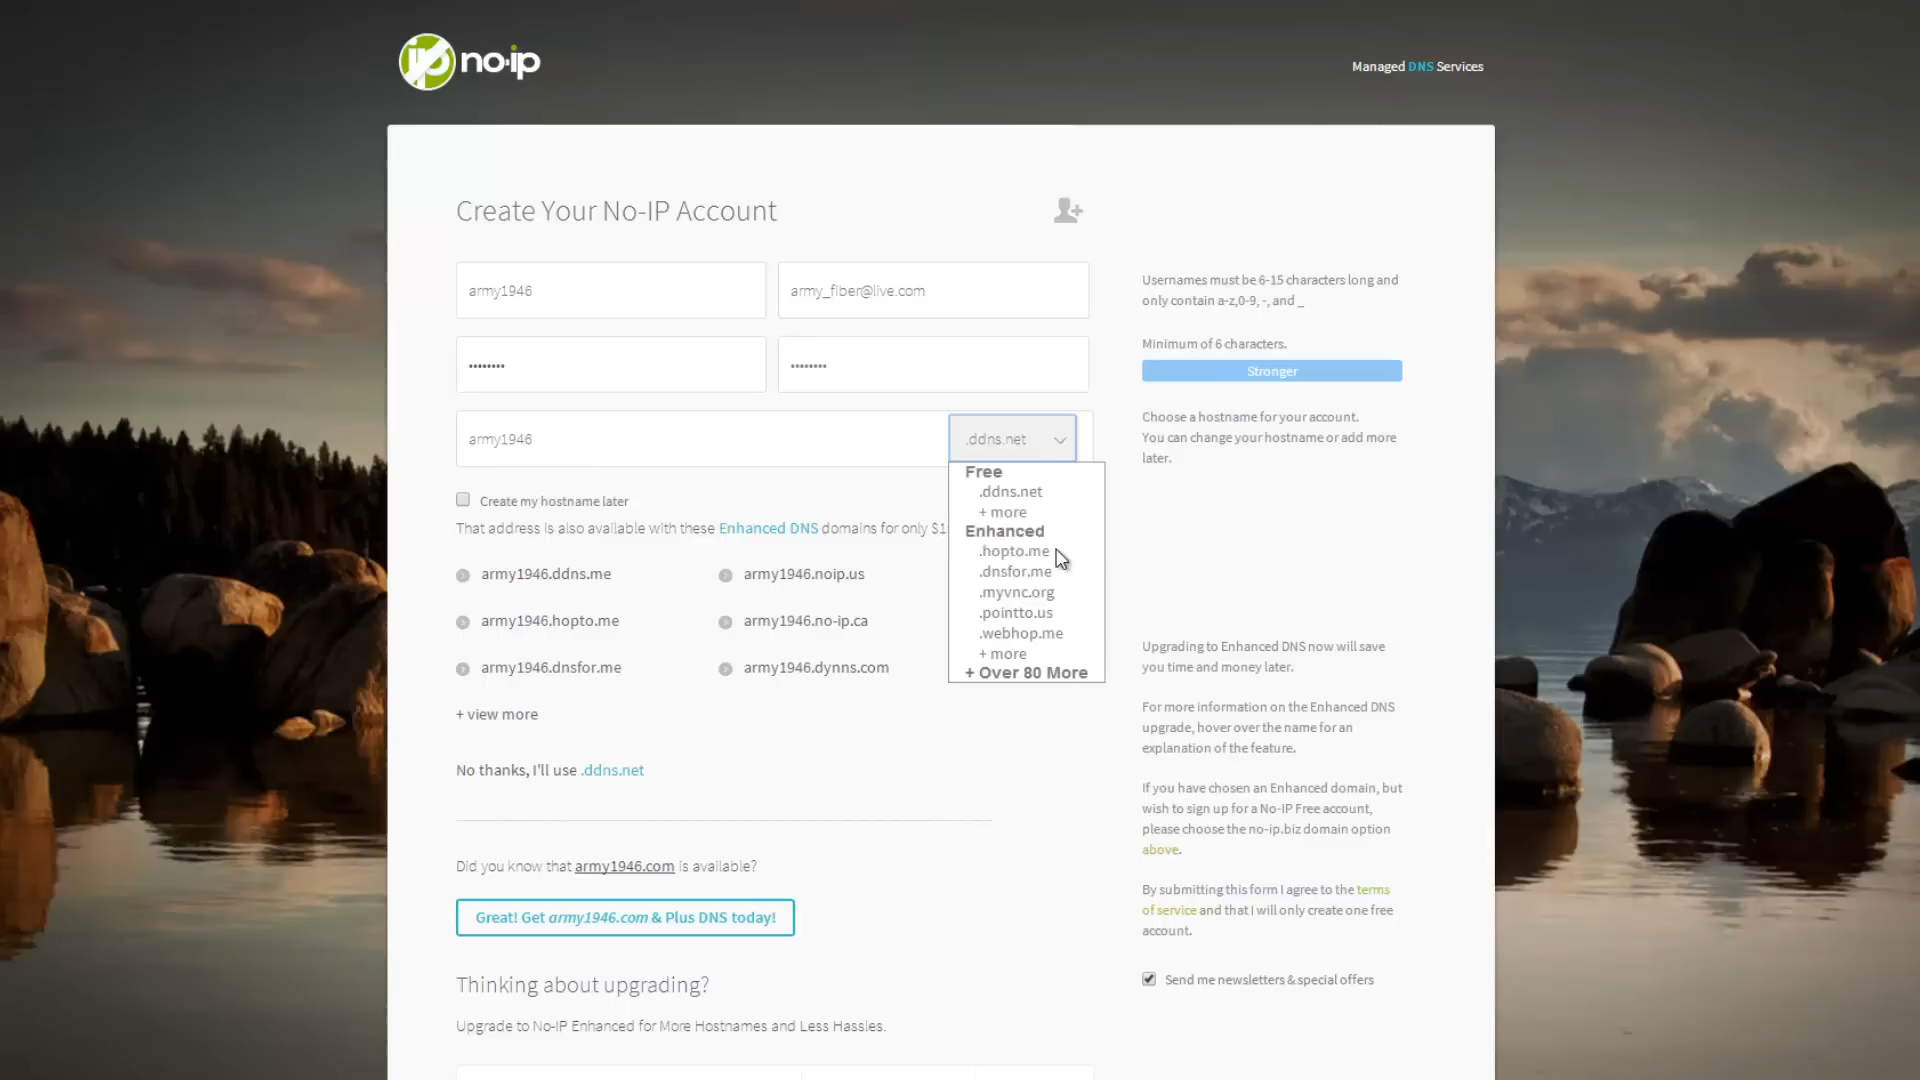 no-ip
Managed DNS Services
Create Your No-IP Account
army1946
army_fiber@live.com
••••••••
••••••••
army1946
.ddns.net
Free
.ddns.net
+ more
Enhanced
.hopto.me
.dnsfor.me
.myvnc.org
.pointto.us
.webhop.me
+ more
+ Over 80 More
Create my hostname later
That address is also available with these Enhanced DNS domains for only
army1946.ddns.me
army1946.noip.us
army1946.hopto.me
army1946.no-ip.ca
army1946.dnsfor.me
army1946.dynns.com
+ view more
No thanks, I'll use .ddns.net
Did you know that army1946.com is available?
Great! Get army1946.com & Plus DNS today!
Thinking about upgrading?
Upgrade to No-IP Enhanced for More Hostnames and Less Hassles.
Usernames must be 6-15 characters long and
only contain a-z,0-9, -, and _
Minimum of 6 characters.
Stronger
Choose a hostname for your account.
You can change your hostname or add more
later.
Upgrading to Enhanced DNS now will save
you time and money later.
For more information on the Enhanced DNS
upgrade, hover over the name for an
explanation of the feature.
If you have chosen an Enhanced domain, but
wish to sign up for a No-IP Free account,
please choose the no-ip.biz domain option
above.
By submitting this form I agree to the terms
of service and that I will only create one free
account.
Send me newsletters & special offers